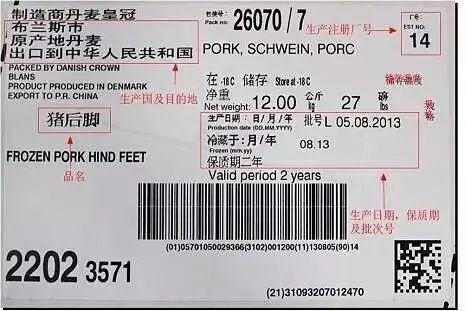 制造商丹麦皇冠
布兰斯市
原产地丹麦
出口到中华人民共和国
PACKED BY DANISH CROWN
BLANS
PRODUCT PRODUCED IN DENMARK
EXPORT TO P.R. CHINA
生产国及目的地
猪后脚
FROZEN PORK HIND FEET
品名
包装号:
Pack no:
26070 / 7
生产注册厂号
厂号:
EST NO:
14
PORK, SCHWEIN, PORC
在 -18 C 储存 Store at -18 C
储存温度
净重
Net weight:
12.00
公斤
kg
27
磅
lb
规格
生产日期: 日/月/年
Production date (DD.MM.YYYY)
批号 L 05.08.2013
冷藏于: 月/年
Frozen (mm.yy)
08.13
保质期二年
Valid period 2 years
生产日期，保质期
及批次号
(01)05701050029366(3102)001200(11)130805(90)14
2202 3571
(21)31093207012470